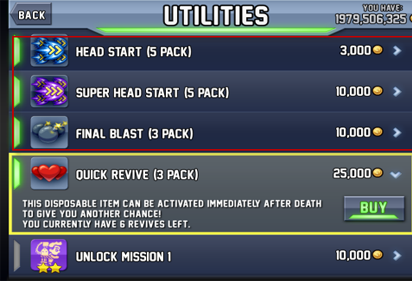 BACK
UTILITIES
YOU HAVE:
1979,506,325
HEAD START (5 PACK) 3,000
SUPER HEAD START (5 PACK) 10,000
FINAL BLAST (3 PACK) 10,000
QUICK REVIVE (3 PACK) 25,000
THIS DISPOSABLE ITEM CAN BE ACTIVATED IMMEDIATELY AFTER DEATH
TO GIVE YOU ANOTHER CHANCE!
YOU CURRENTLY HAVE 6 REVIVES LEFT.
BUY
UNLOCK MISSION 1 10,000